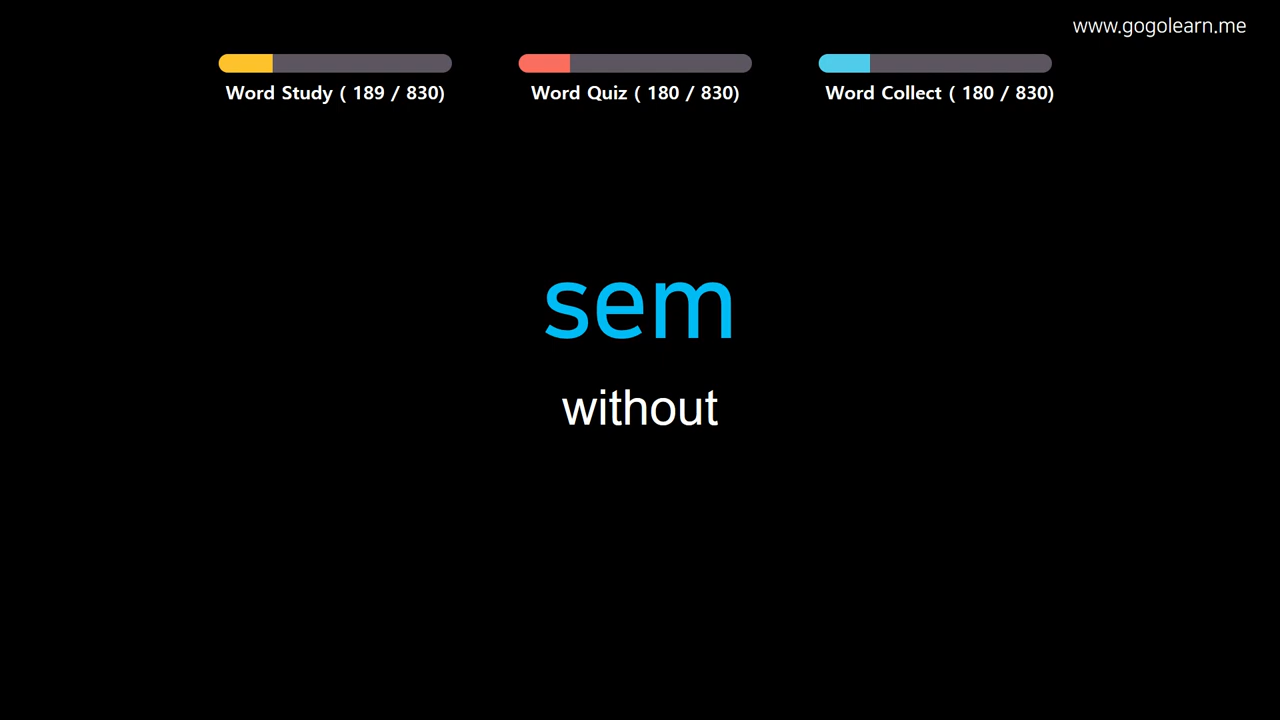 www.gogolearn.me
Word Study ( 189 / 830)
Word Quiz ( 180 / 830)
Word Collect ( 180 / 830)
sem
without